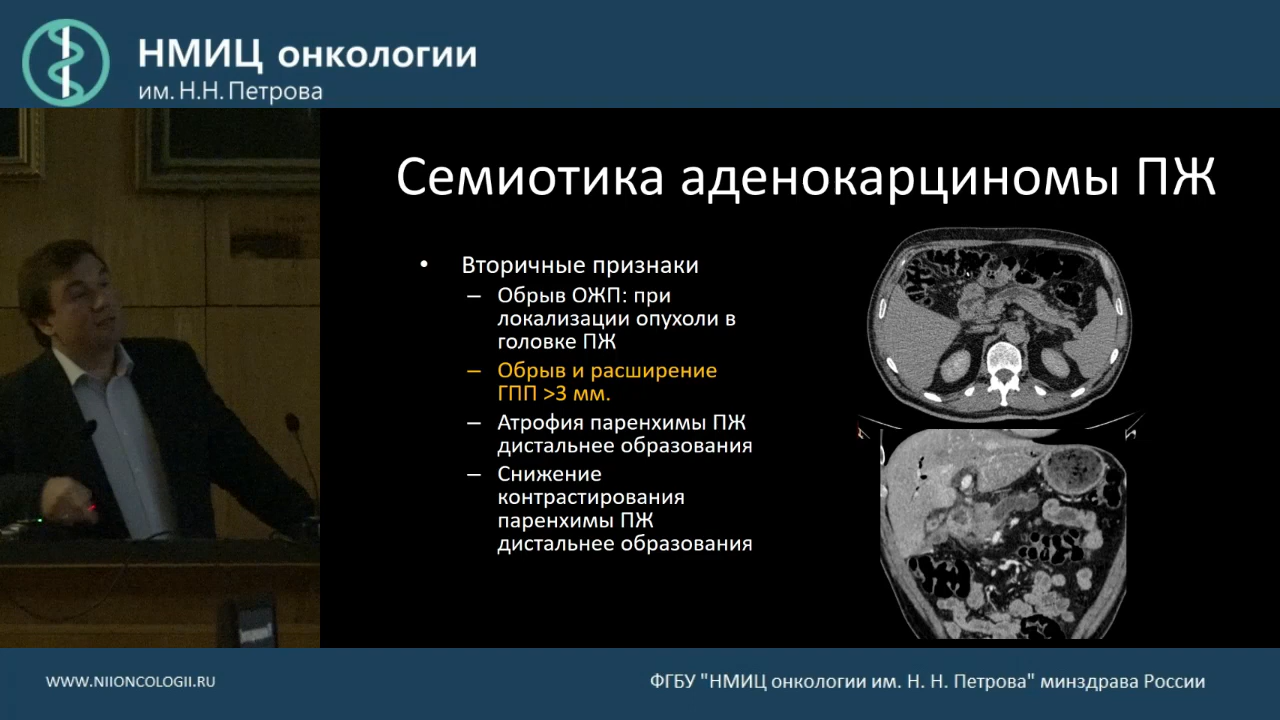 НМИЦ онкологии
им. Н.Н. Петрова
Семиотика аденокарциномы ПЖ
• Вторичные признаки
– Обрыв ОЖП: при
локализации опухоли в
головке ПЖ
– Обрыв и расширение
ГПП >3 мм.
– Атрофия паренхимы ПЖ
дистальнее образования
– Снижение
контрастирования
паренхимы ПЖ
дистальнее образования
WWW.NIIONCOLOGII.RU
ФГБУ "НМИЦ онкологии им. Н. Н. Петрова" минздрава России